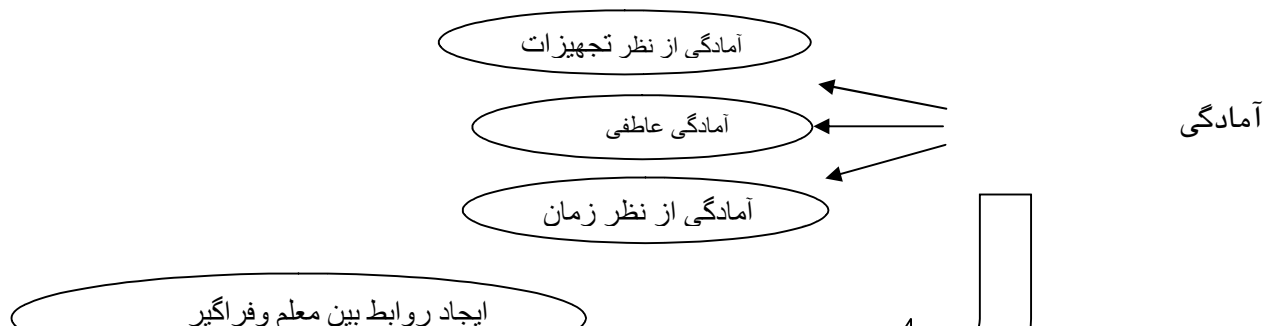 آمادگی از نظر تجهیزات
آمادگی
آمادگی عاطفی
آمادگی از نظر زمان
ایجاد روابط بین معلم وفراگیر